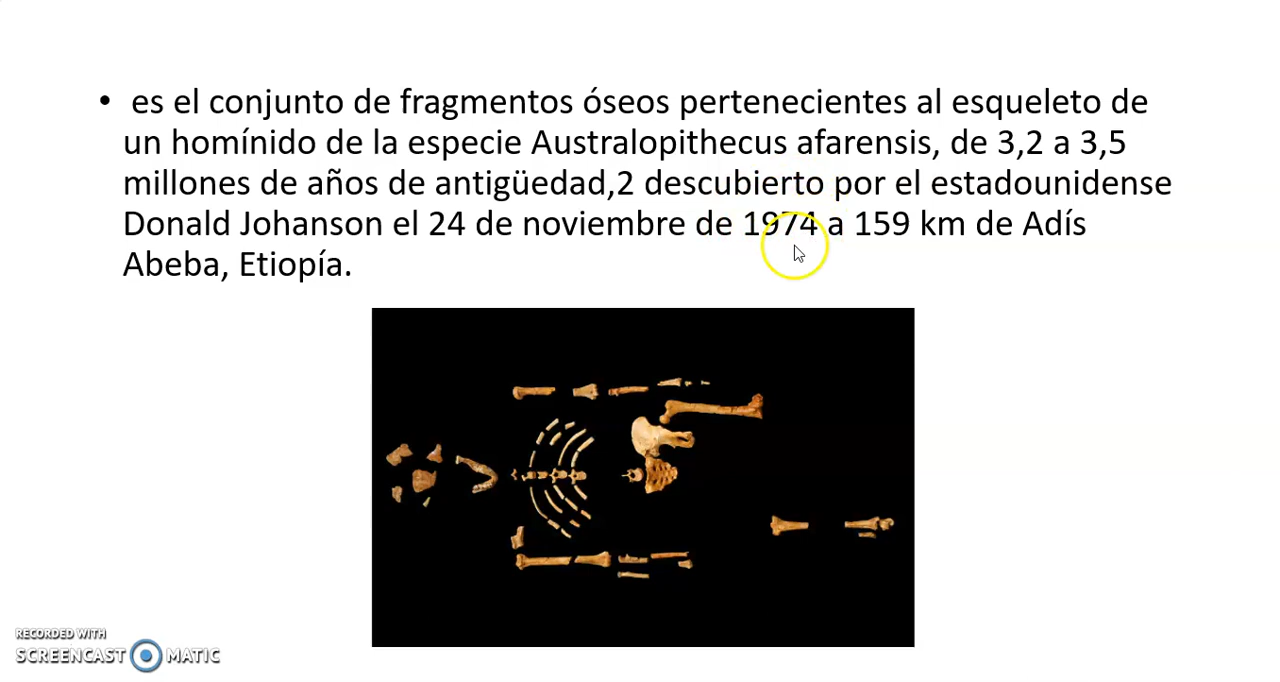 • es el conjunto de fragmentos óseos pertenecientes al esqueleto de
un homínido de la especie Australopithecus afarensis, de 3,2 a 3,5
millones de años de antigüedad,2 descubierto por el estadounidense
Donald Johanson el 24 de noviembre de 1974 a 159 km de Adís
Abeba, Etiopía.
RECORDED WITH
SCREENCAST MATIC